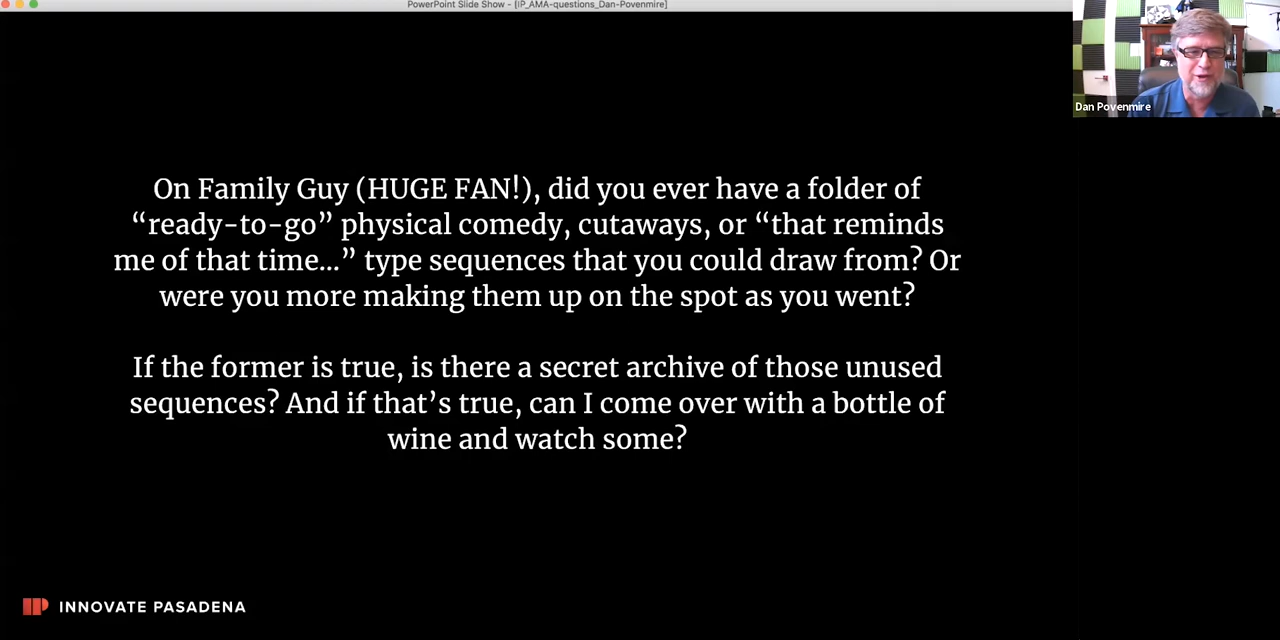 PowerPoint Slide Show - [IP_AMA-questions_Dan-Povenmire]
Dan Povenmire
On Family Guy (HUGE FAN!), did you ever have a folder of
“ready-to-go” physical comedy, cutaways, or “that reminds
me of that time...” type sequences that you could draw from? Or
were you more making them up on the spot as you went?
If the former is true, is there a secret archive of those unused
sequences? And if that’s true, can I come over with a bottle of
wine and watch some?
IP INNOVATE PASADENA